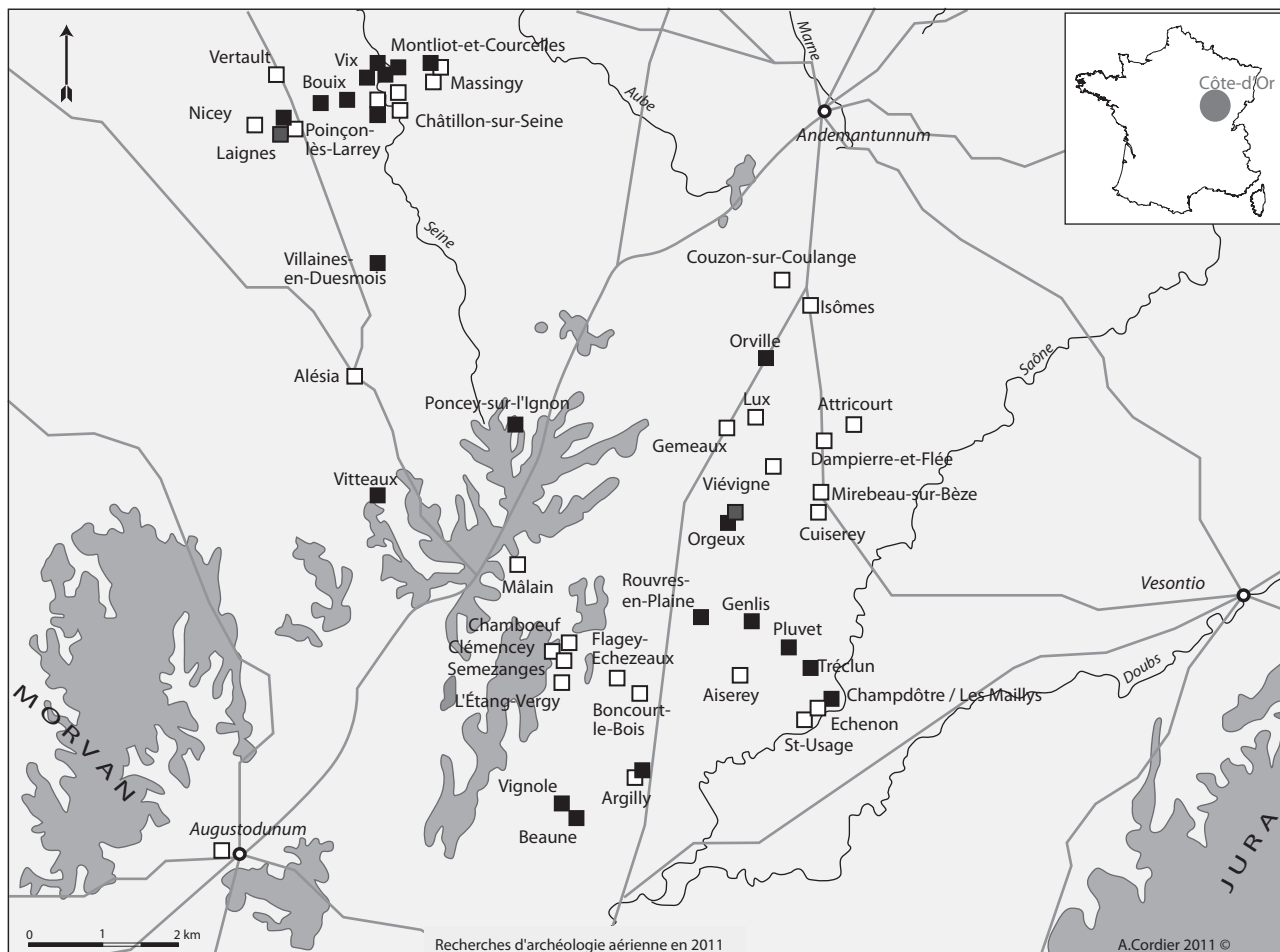 Marne
Côte-d'Or
Vertault
Vix
Montliot-et-Courcelles
Massingy
Bouix
Aube
Nicey
Châtillon-sur-Seine
Andemantunnum
Poinçon-
lès-Larrey
Laignes
Seine
Villaines-
en-Duesmois
Couzon-sur-Coulange
Isômes
Orville
Saône
Alésia
Poncey-sur-l'Ignon
Lux
Attricourt
Gemeaux
Dampierre-et-Flée
Vitteaux
Viévigne
Mirebeau-sur-Bèze
Cuiserey
Orgeux
Mâlain
Rouvres-
en-Plaine
Genlis
Vesontio
Chamboeuf
Clémencey
Semezanges
L'Étang-Vergy
Flagey-
Echezeaux
Pluvet
Tréclun
Doubs
Aiserey
Champdôtre / Les Maillys
Boncourt-
le-Bois
Echenon
St-Usage
MORVAN
Vignole
Argilly
Beaune
Augustodunum
JURA
0 1 2 km
Recherches d'archéologie aérienne en 2011
A.Cordier 2011 ©